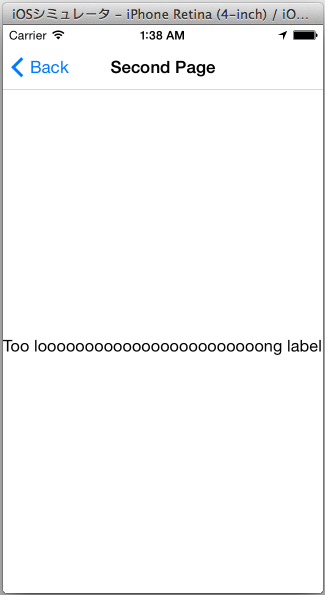 iOSシミュレータ – iPhone Retina (4-inch) / iO...
Carrier 1:38 AM
Back Second Page
Too looooooooooooooooooooooooong label